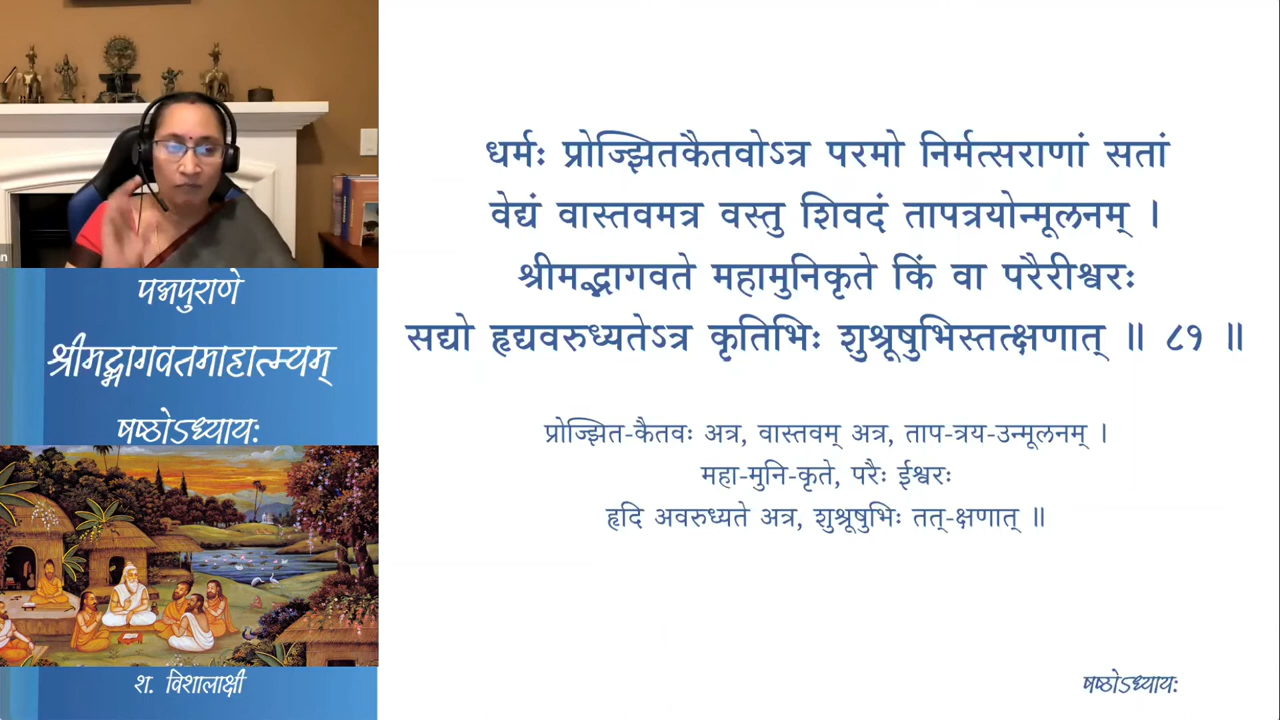 पद्मपुराणे
श्रीमद्भागवतमाहात्म्यम्
षष्ठोऽध्यायः
श. विशालाक्षी
धर्मः प्रोज्झितकैतवोऽत्र परमो निर्मत्सराणां सतां
वेद्यं वास्तवमत्र वस्तु शिवदं तापत्रयोन्मूलनम् ।
श्रीमद्भागवते महामुनिकृते किं वा परैरीश्वरः
सद्यो हृद्यवरुध्यतेऽत्र कृतिभिः शुश्रूषुभिस्तत्क्षणात् ॥ ८१ ॥
प्रोज्झित-कैतवः अत्र, वास्तवम् अत्र, ताप-त्रय-उन्मूलनम् ।
महा-मुनि-कृते, परैः ईश्वरः
हृदि अवरुध्यते अत्र, शुश्रूषुभिः तत्-क्षणात् ॥
षष्ठोऽध्यायः